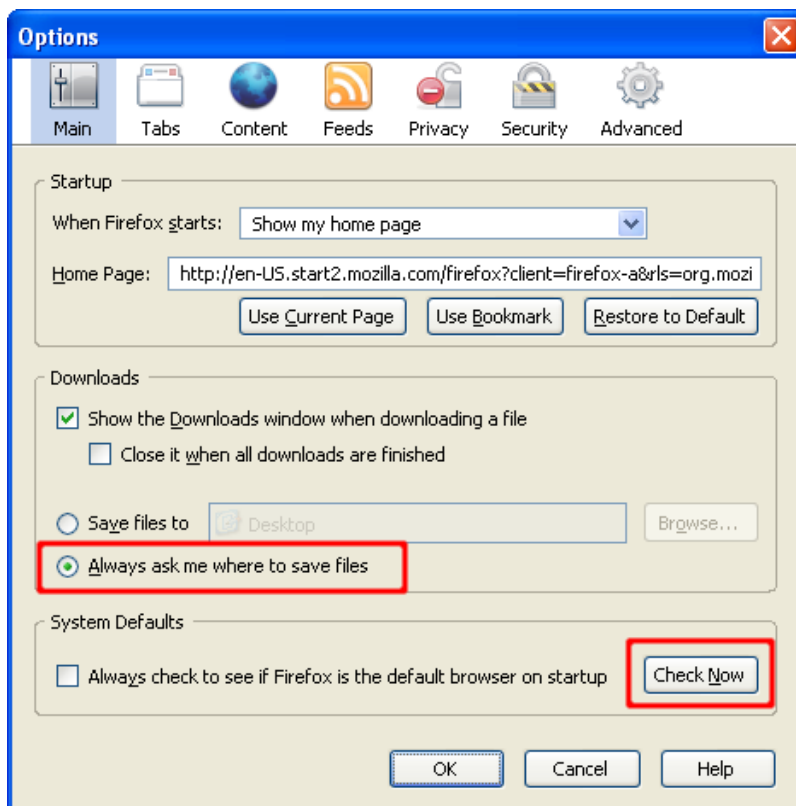 Options
Main Tabs Content Feeds Privacy Security Advanced
Startup
When Firefox starts: Show my home page
Home Page: http://en-US.start2.mozilla.com/firefox?client=firefox-a&rls=org.mozi
Use Current Page Use Bookmark Restore to Default
Downloads
Show the Downloads window when downloading a file
Close it when all downloads are finished
Save files to Desktop Browse...
Always ask me where to save files
System Defaults
Always check to see if Firefox is the default browser on startup Check Now
OK Cancel Help